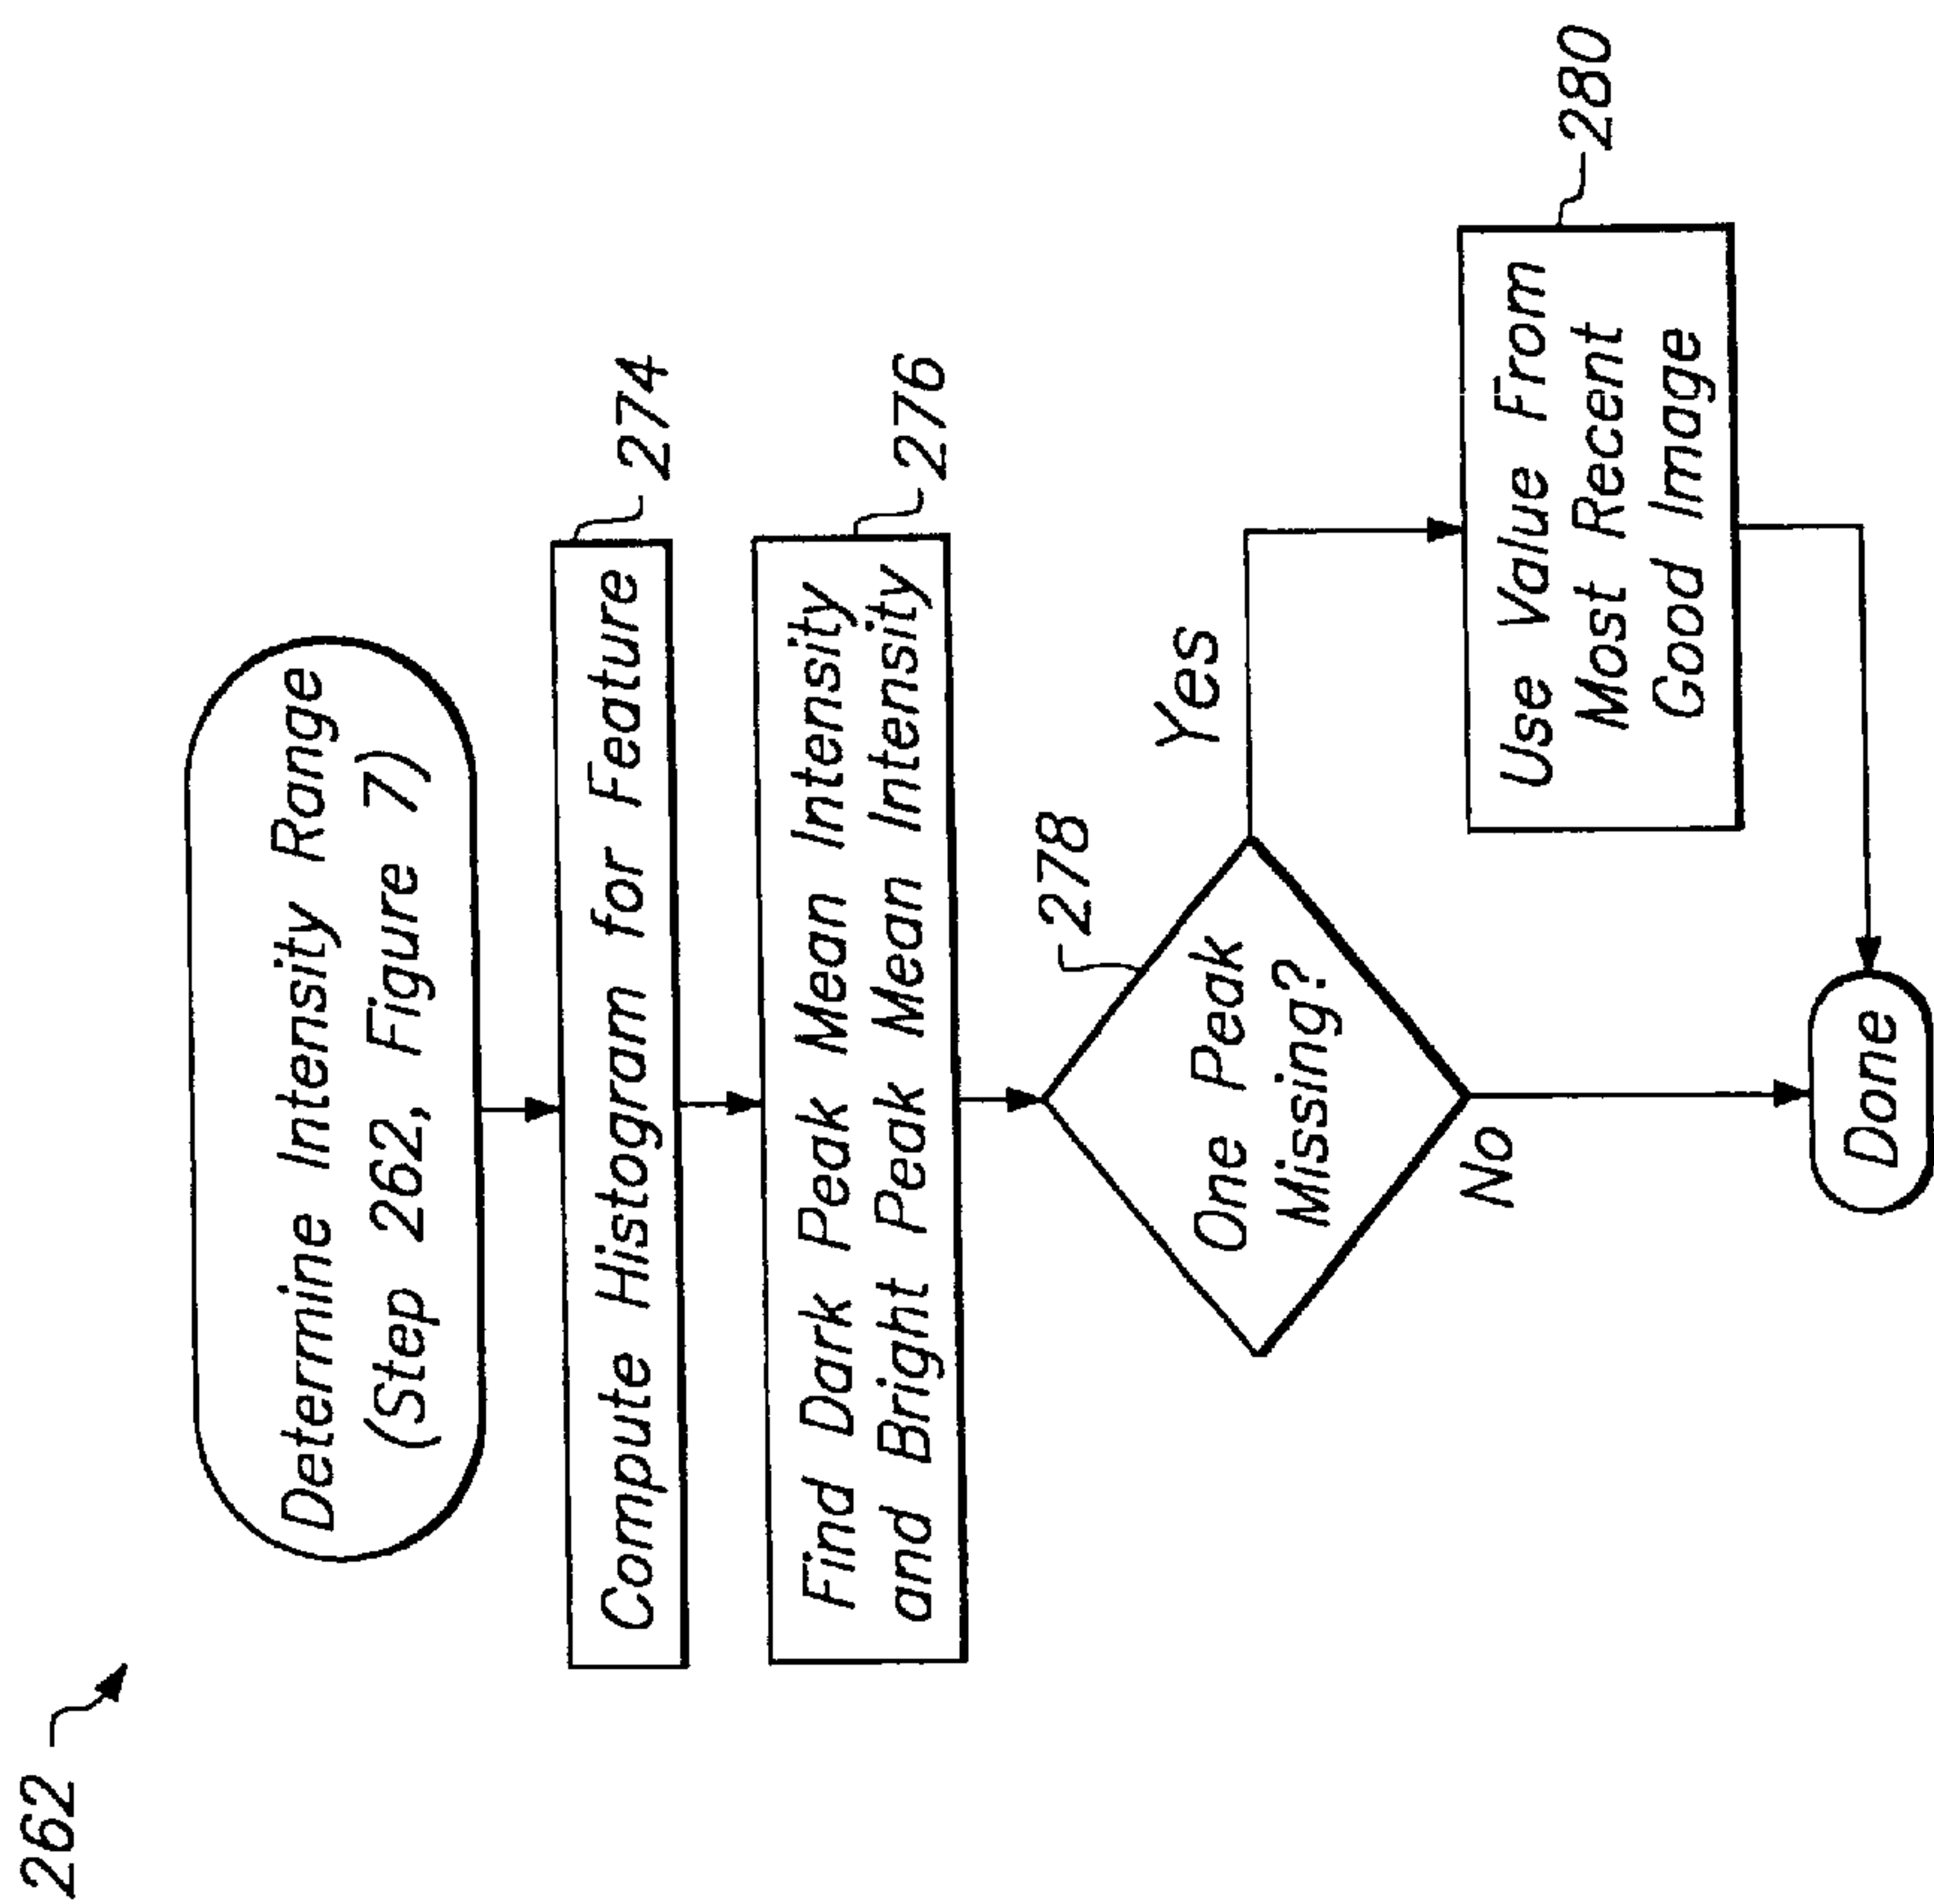 262
Determine Intensity Range
(Step 262, Figure 7)
Compute Histogram for Feature
274
Find Dark Peak Mean Intensity
and Bright Peak Mean Intensity
276
278
One Peak
Missing?
Yes
No
Use Value From
Most Recent
Good Image
280
Done